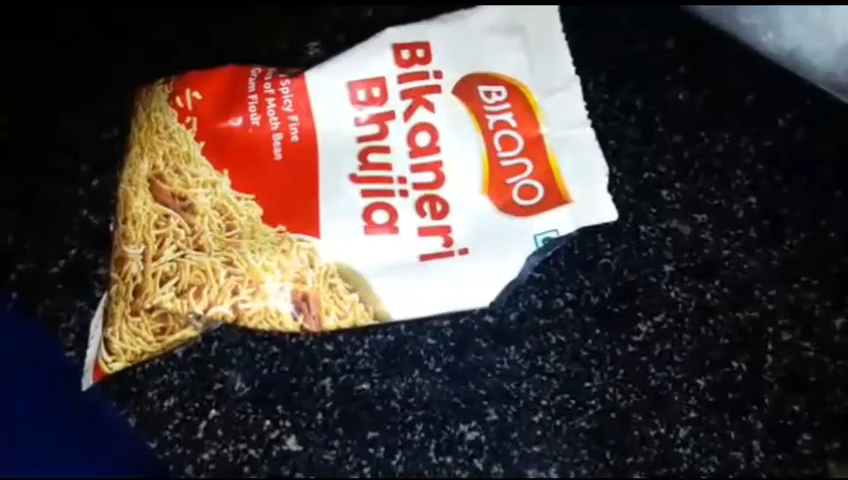 BIKANO
Bikaneri
Bhujia
Spicy Fine
of Moth Bean
Gram Flour